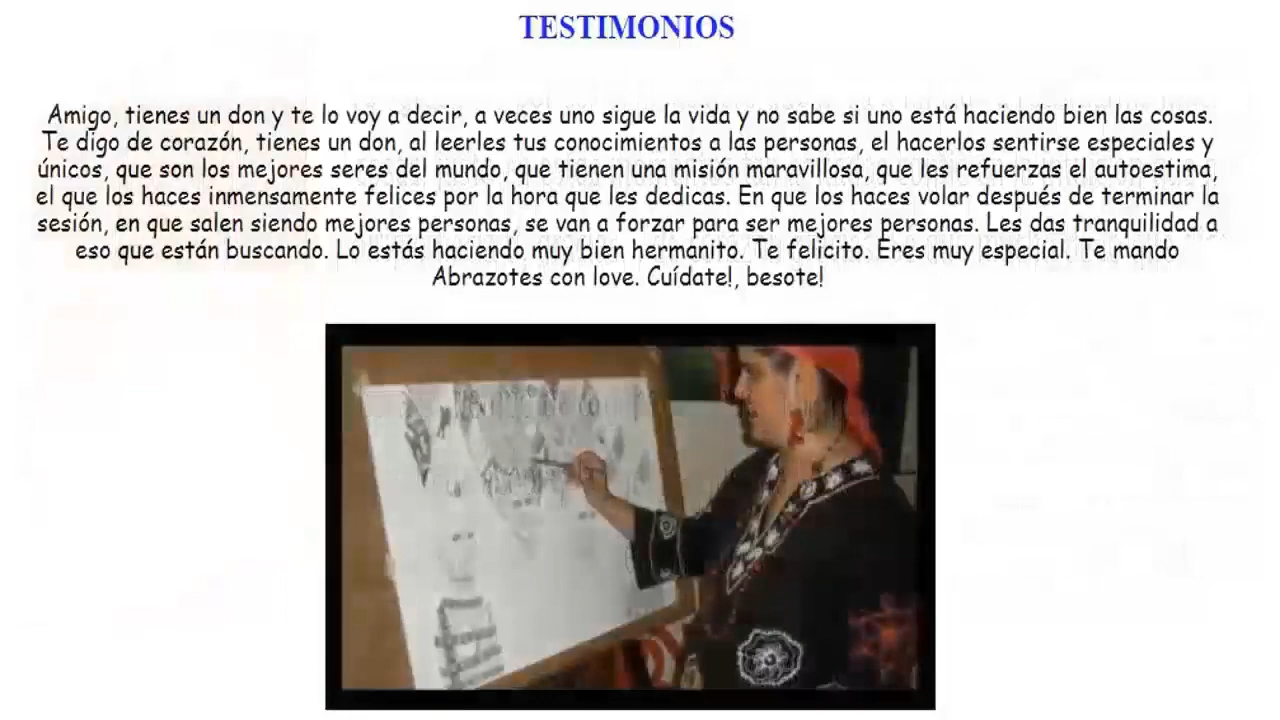 TESTIMONIOS
Amigo, tienes un don y te lo voy a decir, a veces uno sigue la vida y no sabe si uno está haciendo bien las cosas.
Te digo de corazón, tienes un don, al leerles tus conocimientos a las personas, el hacerlos sentirse especiales y
únicos, que son los mejores seres del mundo, que tienen una misión maravillosa, que les refuerzas el autoestima,
el que los haces inmensamente felices por la hora que les dedicas. En que los haces volar después de terminar la
sesión, en que salen siendo mejores personas, se van a forzar para ser mejores personas. Les das tranquilidad a
eso que están buscando. Lo estás haciendo muy bien hermanito. Te felicito. Eres muy especial. Te mando
Abrazotes con love. Cuídate!, besote!